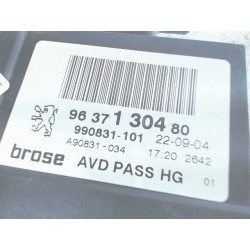 96 37 1 304 80
990831-101 22-09-04
A90831-034 17:20 2642
brose AVD PASS HG 01